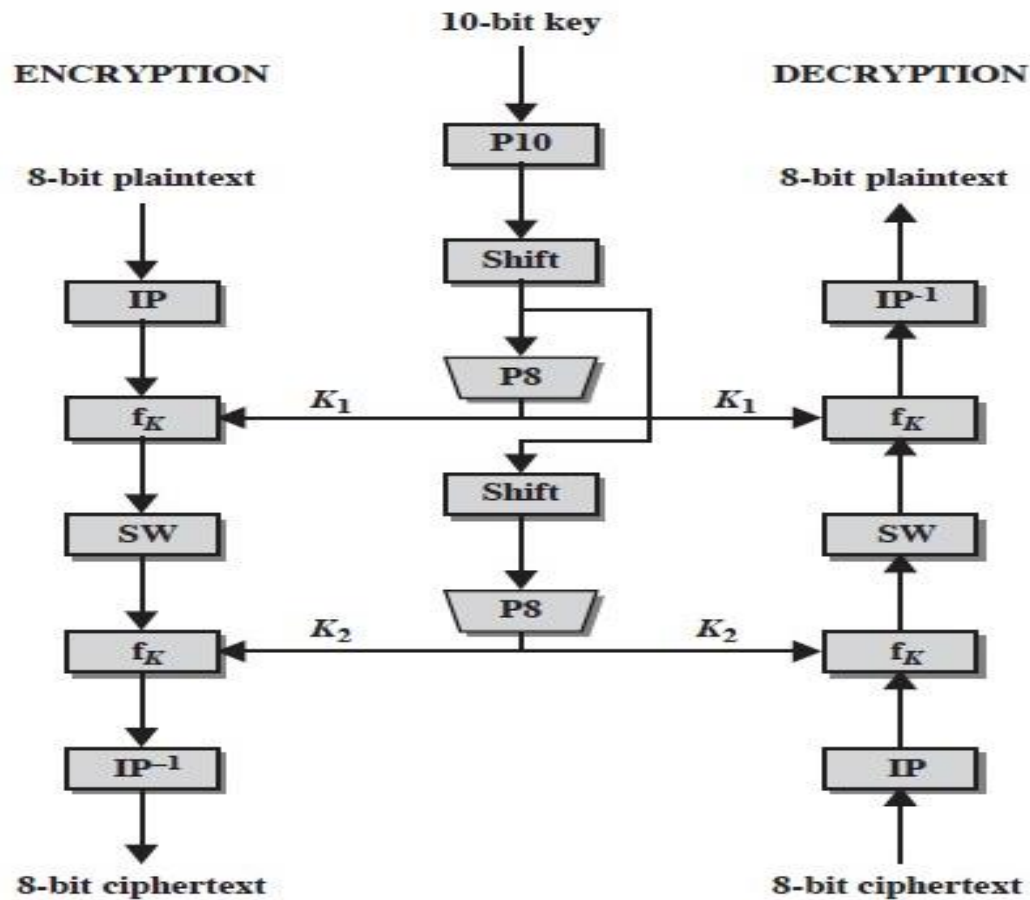 10-bit key
ENCRYPTION
DECRYPTION
P10
8-bit plaintext
8-bit plaintext
Shift
IP
IP-1
P8
K1
K1
fK
fK
Shift
SW
SW
P8
K2
K2
fK
fK
IP–1
IP
8-bit ciphertext
8-bit ciphertext